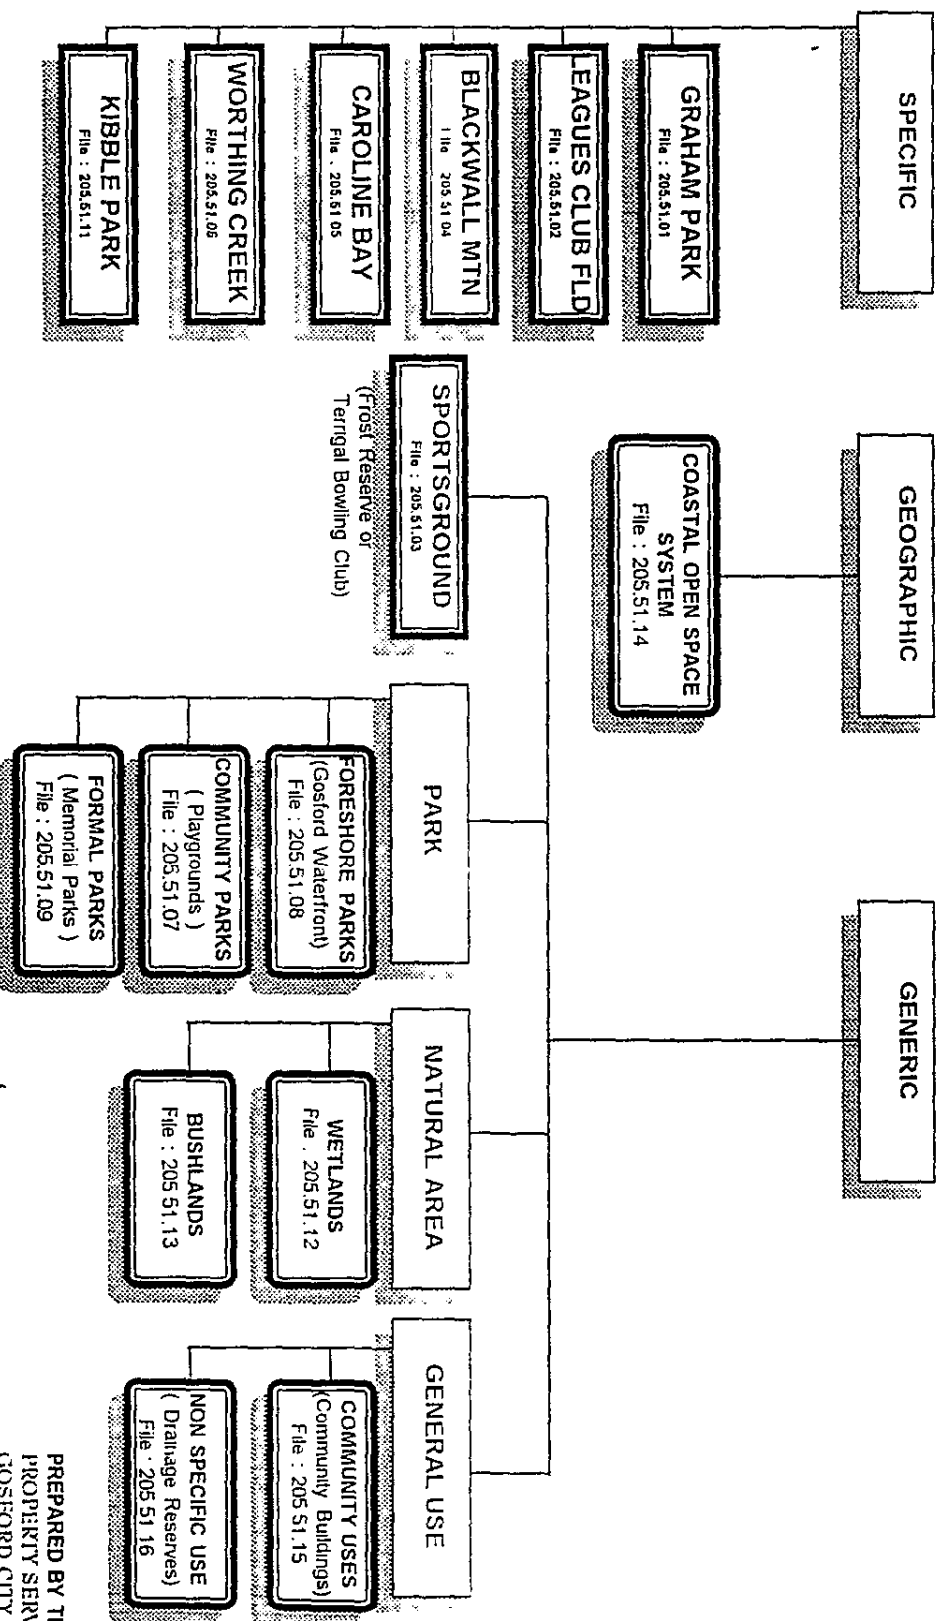 SPECIFIC
GRAHAM PARK
File : 205.51.01
LEAGUES CLUB FLD
File : 205.51.02
BLACKWALL MTN
File 205 51 04
CAROLINE BAY
File : 205.51 05
WORTHING CREEK
File : 205.51.06
KIBBLE PARK
File : 205.51.11
GEOGRAPHIC
COASTAL OPEN SPACE
SYSTEM
File : 205.51.14
GENERIC
SPORTSGROUND
File : 205.51.03
(Frost Reserve or
Terrigal Bowling Club)
PARK
FORESHORE PARKS
(Gosford Waterfront)
File : 205.51.08
COMMUNITY PARKS
( Playgrounds )
File : 205.51.07
FORMAL PARKS
( Memorial Parks )
File : 205.51.09
NATURAL AREA
WETLANDS
File . 205.51.12
BUSHLANDS
File : 205 51.13
GENERAL USE
COMMUNITY USES
(Community Buildings)
File : 205 51.15
NON SPECIFIC USE
( Drainage Reserves)
File : 205 51 16
PREPARED BY
PROPERTY
GOSFORD CITY